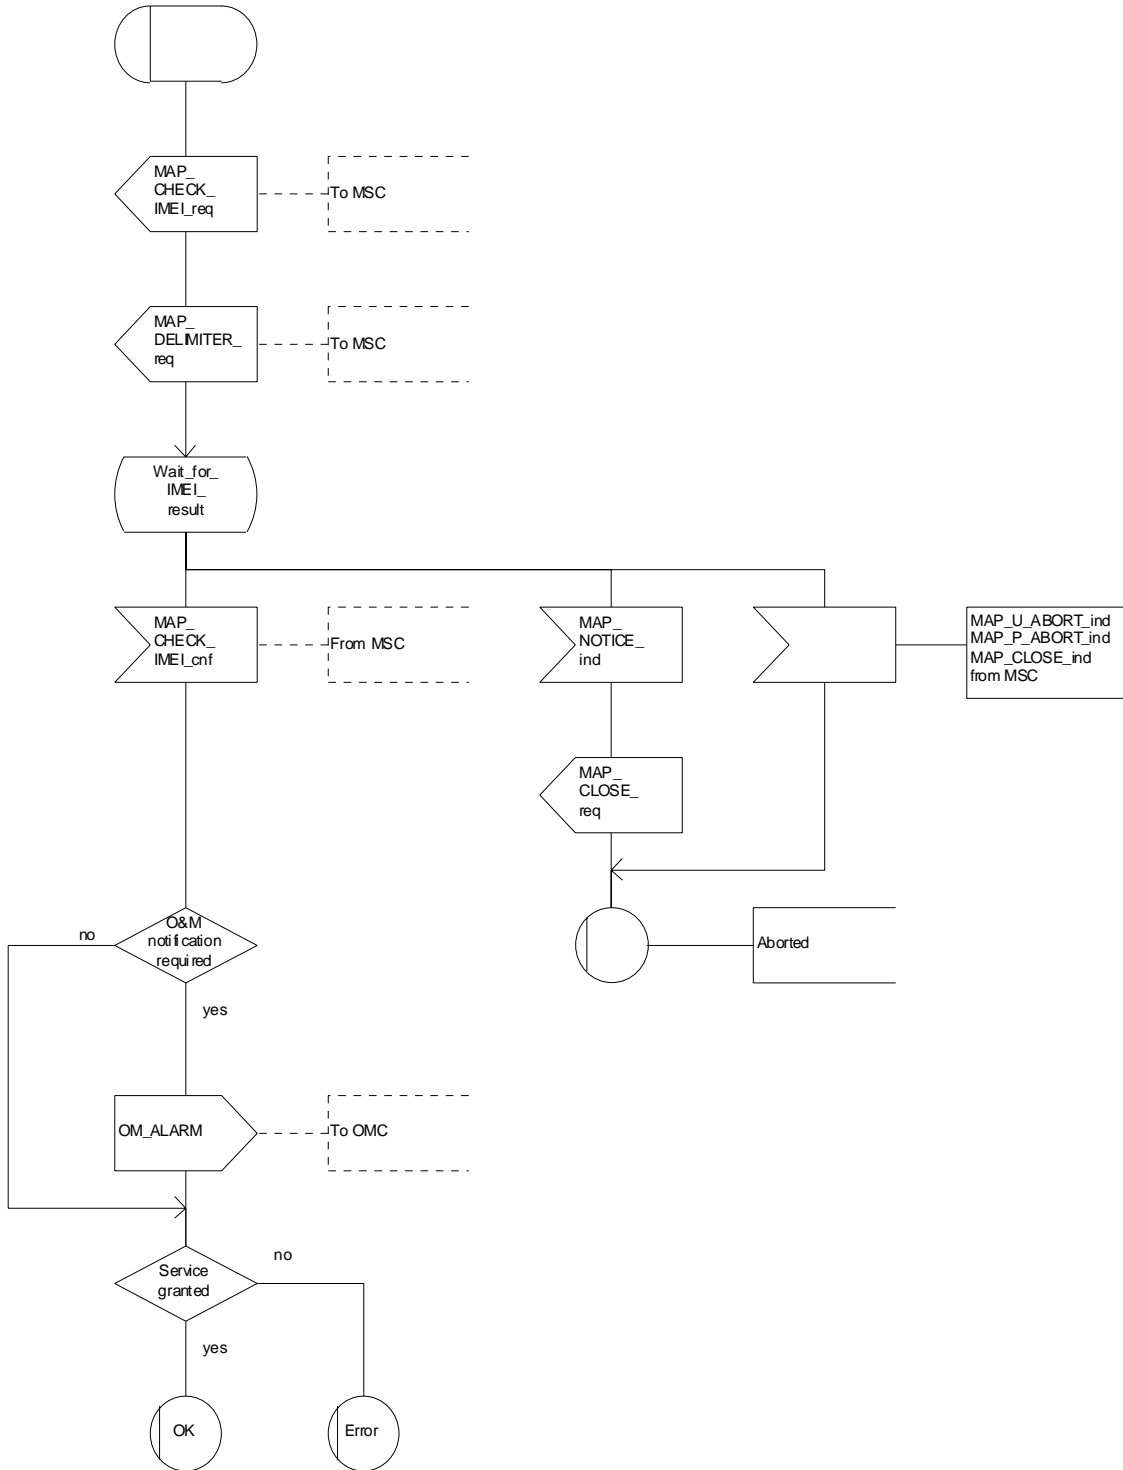 MAP_
CHECK_
IMEI_req
To MSC
MAP_
DELIMITER_
req
To MSC
Wait_for_
IMEI_
result
MAP_
CHECK_
IMEI_cnf
From MSC
MAP_
NOTICE_
ind
MAP_U_ABORT_ind
MAP_P_ABORT_ind
MAP_CLOSE_ind
from MSC
MAP_
CLOSE_
req
no
O&M
notification
required
Aborted
yes
OM_ALARM
To OMC
no
Service
granted
yes
OK
Error